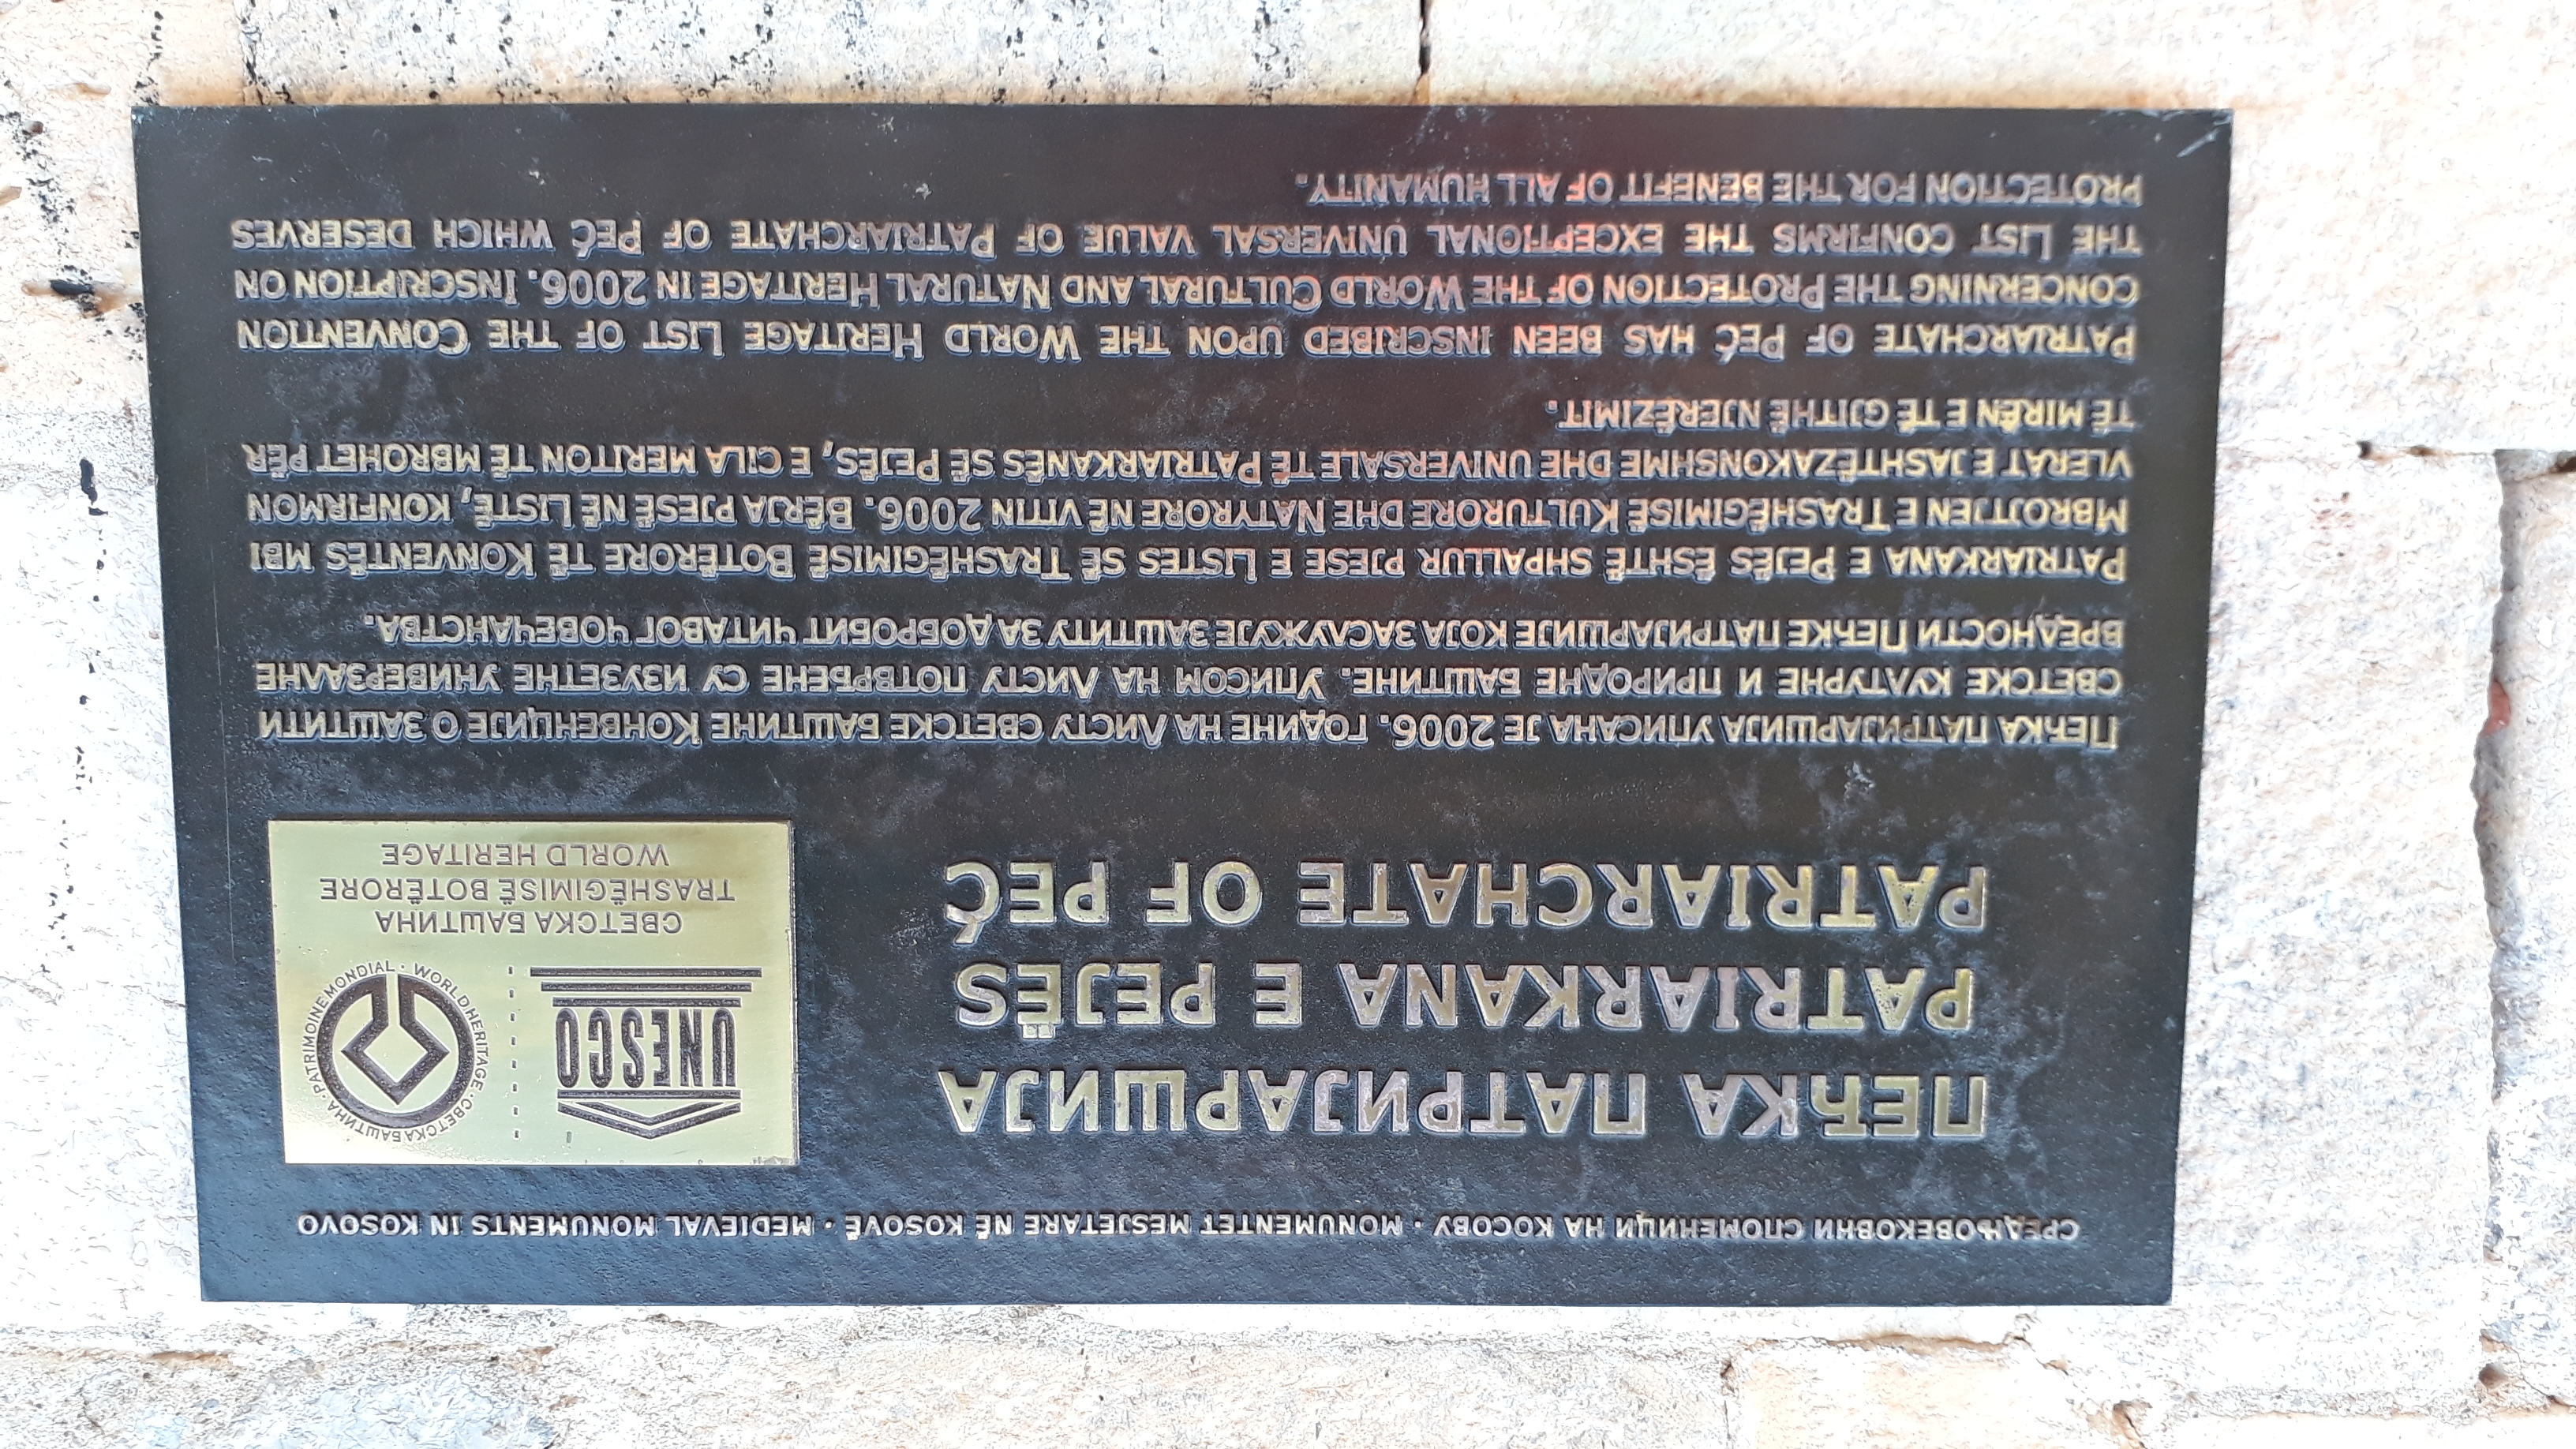 СРЕДЊОВЕКОВНИ СПОМЕНИЦИ НА КОСОВУ · MONUMENTET MESJETARE NË KOSOVË · MEDIEVAL MONUMENTS IN KOSOVO
ПЕЋКА ПАТРИЈАРШИЈА
PATRIARKANA E PEJËS
PATRIARCHATE OF PEĆ
UNESCO
PATRIMOINE MONDIAL · WORLD HERITAGE · СВЕТСКА БАШТИНА ·
СВЕТСКА БАШТИНА
TRASHËGIMISË BOTËRORE
WORLD HERITAGE
ПЕЋКА ПАТРИЈАРШИЈА УПИСАНА ЈЕ 2006. ГОДИНЕ НА ЛИСТУ СВЕТСКЕ БАШТИНЕ КОНВЕНЦИЈЕ О ЗАШТИТИ
СВЕТСКЕ КУЛТУРНЕ И ПРИРОДНЕ БАШТИНЕ. УПИСОМ НА ЛИСТУ ПОТВРЂЕНЕ СУ ИЗУЗЕТНЕ УНИВЕРЗАЛНЕ
ВРЕДНОСТИ ПЕЋКЕ ПАТРИЈАРШИЈЕ КОЈА ЗАСЛУЖУЈЕ ЗАШТИТУ ЗА ДОБРОБИТ ЧИТАВОГ ЧОВЕЧАНСТВА.
PATRIARKANA E PEJËS ËSHTË SHPALLUR PJESE E LISTES SË TRASHËGIMISË BOTËRORE TË KONVENTËS MBI
MBROJTJEN E TRASHËGIMISË KULTURORE DHE NATYRORE NË VITIN 2006. BËRJA PJESË NË LISTË, KONFIRMON
VLERAT E JASHTËZAKONSHME DHE UNIVERSALE TË PATRIARKANËS SË PEJËS, E CILA MERITON TË MBROHET PËR
TË MIRËN E TË GJITHË NJERËZIMIT.
PATRIARCHATE OF PEĆ HAS BEEN INSCRIBED UPON THE WORLD HERITAGE LIST OF THE CONVENTION
CONCERNING THE PROTECTION OF THE WORLD CULTURAL AND NATURAL HERITAGE IN 2006. INSCRIPTION ON
THE LIST CONFIRMS THE EXCEPTIONAL UNIVERSAL VALUE OF PATRIARCHATE OF PEĆ WHICH DESERVES
PROTECTION FOR THE BENEFIT OF ALL HUMANITY.